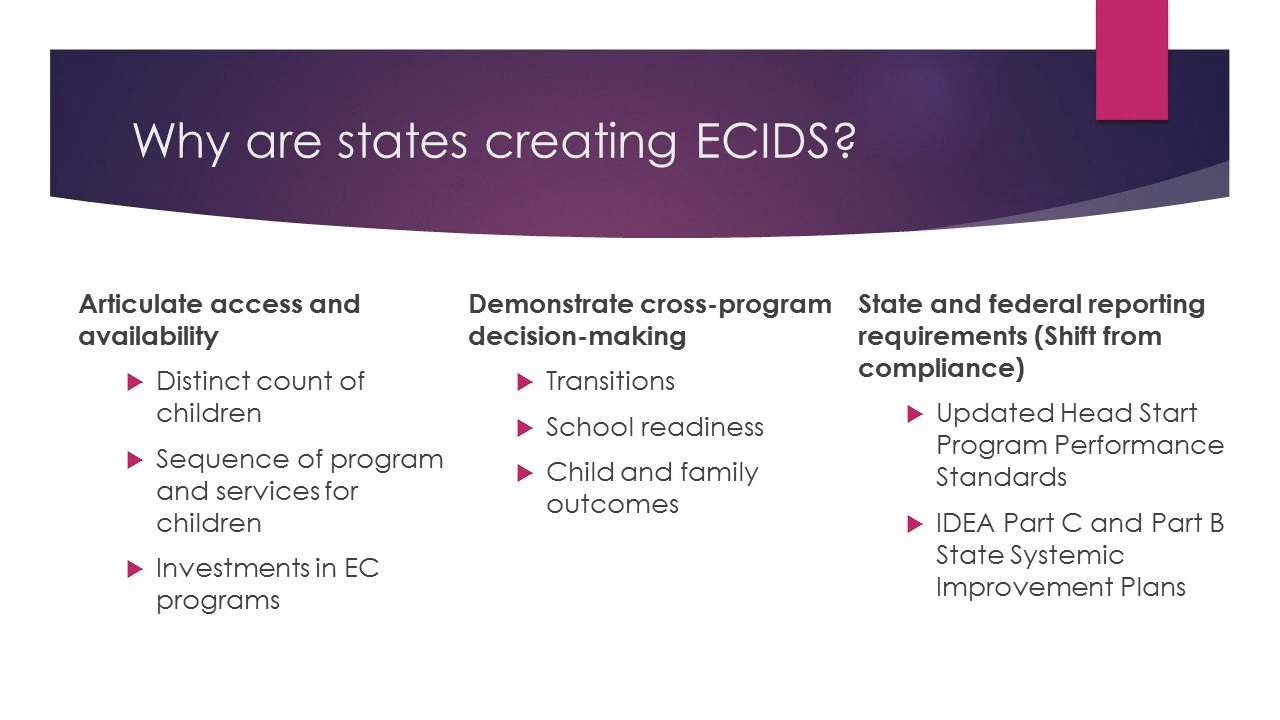 Why are states creating ECIDS?
Articulate access and
availability
Distinct count of
children
Sequence of program
and services for
children
Investments in EC
programs
Demonstrate cross-program
decision-making
Transitions
School readiness
Child and family
outcomes
State and federal reporting
requirements (Shift from
compliance)
Updated Head Start
Program Performance
Standards
IDEA Part C and Part B
State Systemic
Improvement Plans